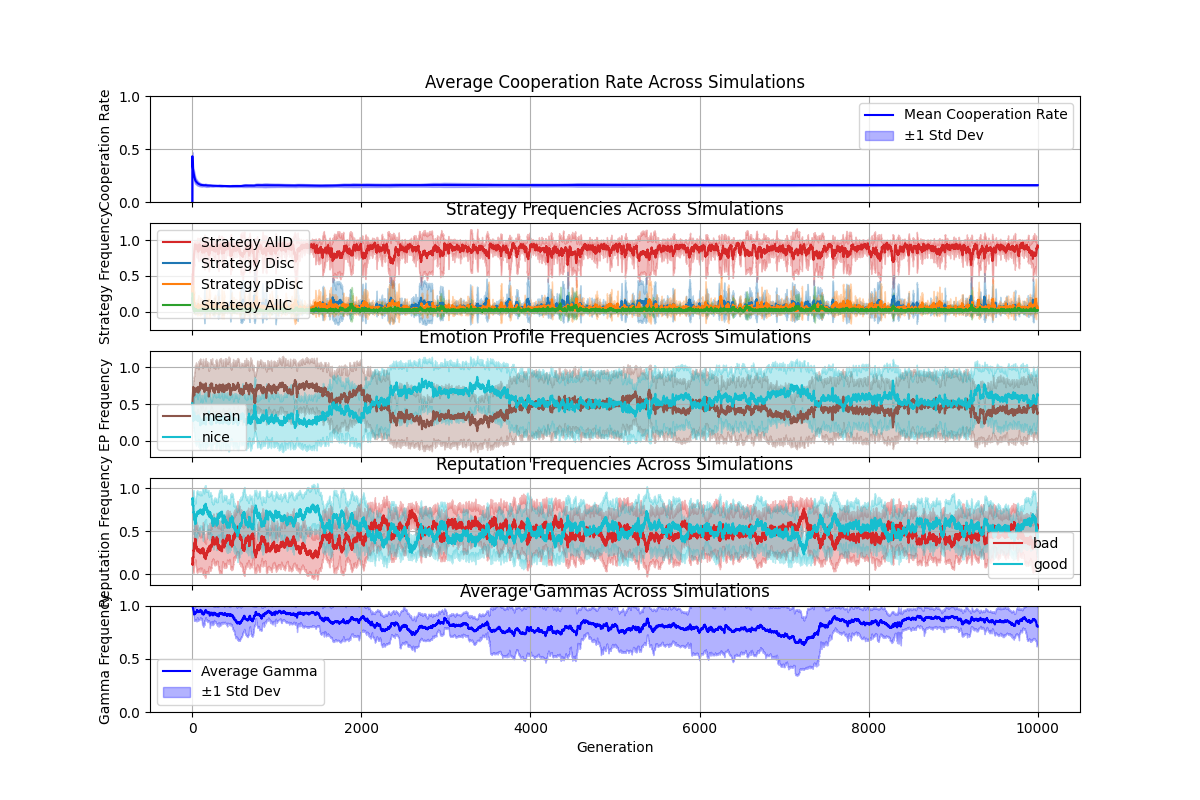 Average Cooperation Rate Across Simulations
Cooperation Rate
1.0
0.5
0.0
Mean Cooperation Rate
±1 Std Dev
Strategy Frequencies Across Simulations
Strategy Frequency
1.0
0.5
0.0
Strategy AllD
Strategy Disc
Strategy pDisc
Strategy AllC
Emotion Profile Frequencies Across Simulations
EP Frequency
1.0
0.5
0.0
mean
nice
Reputation Frequencies Across Simulations
Reputation Frequency
1.0
0.5
0.0
bad
good
Average Gammas Across Simulations
Gamma Frequency
1.0
0.5
0.0
Average Gamma
±1 Std Dev
0 2000 4000 6000 8000 10000
Generation